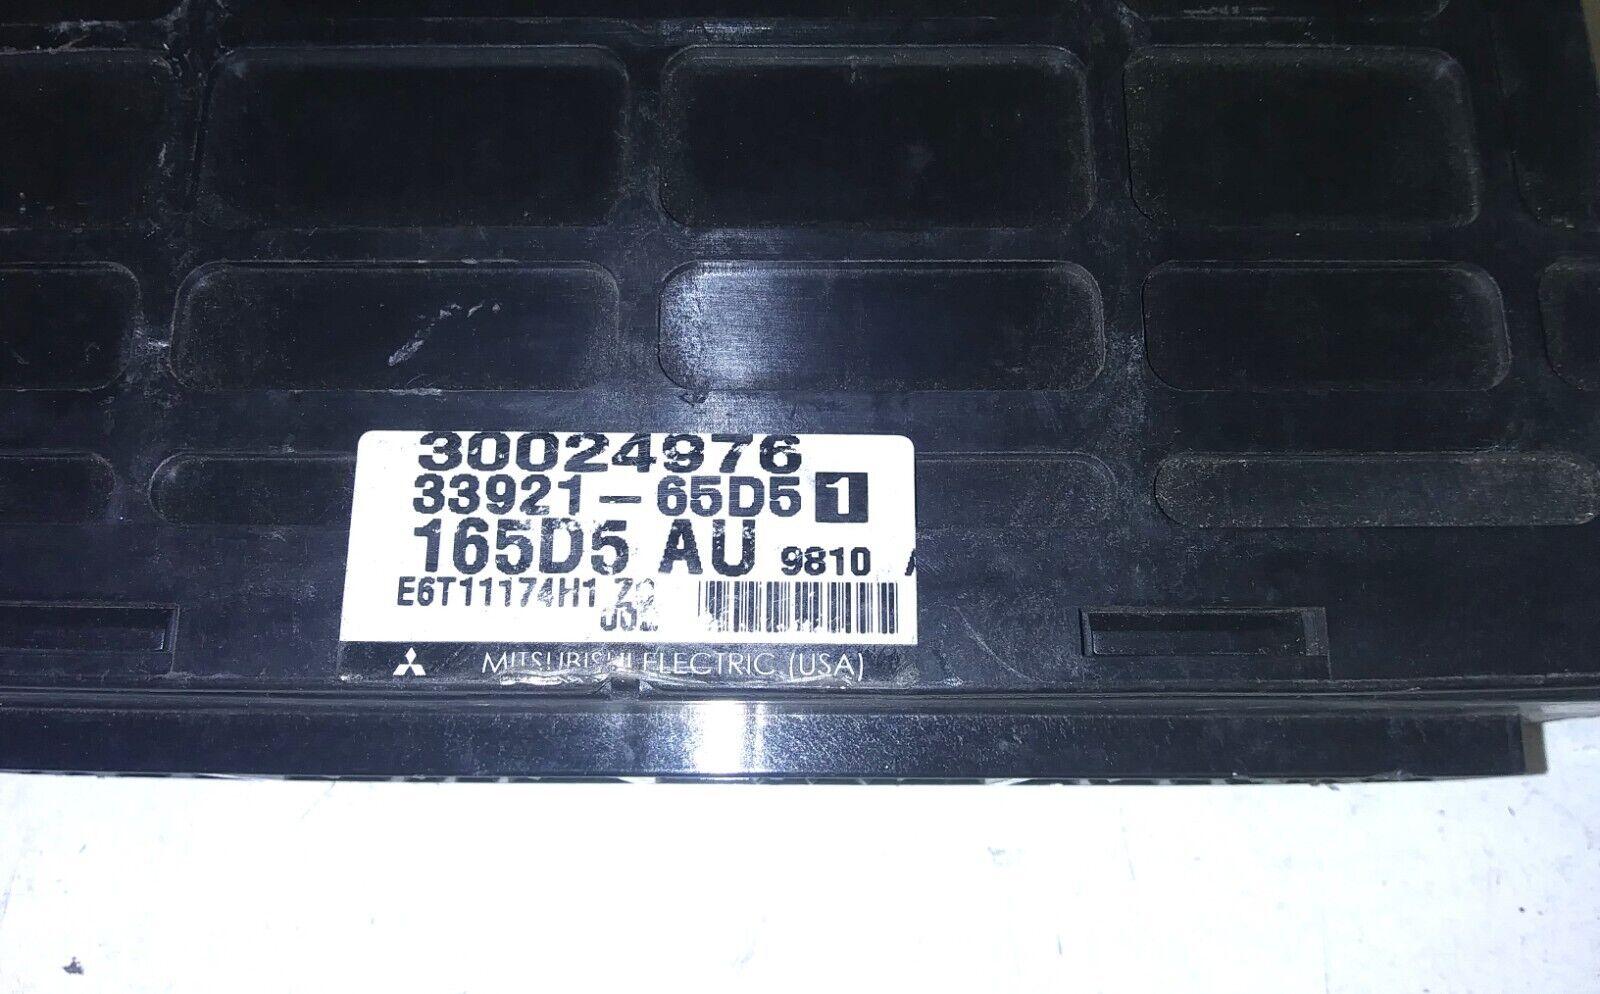 30024976
33921-65D5 1
165D5 AU 9810
E6T11174H1
MITSUBISHI ELECTRIC (USA)